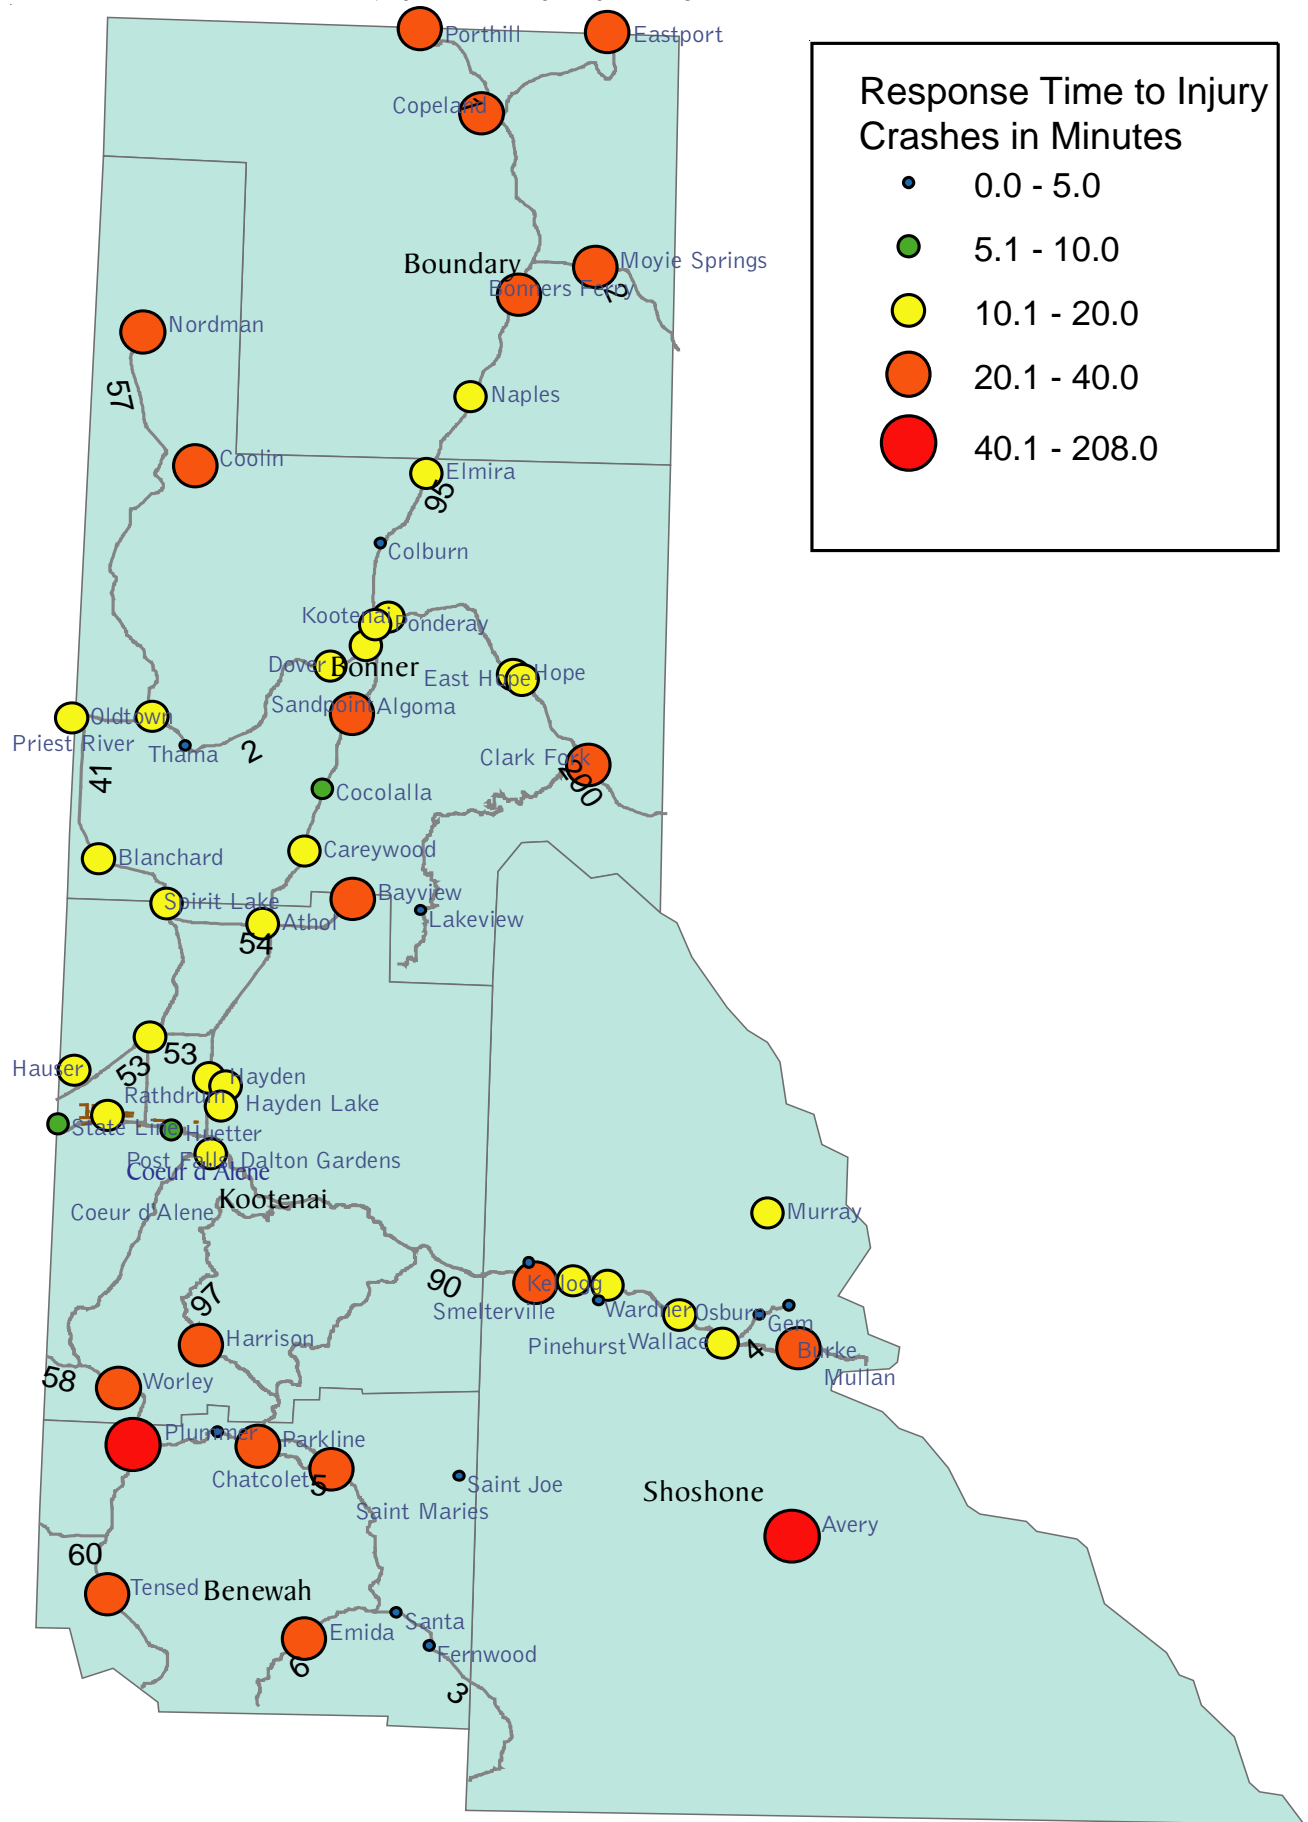 Porthill
Eastport
Copeland
Response Time to Injury
Crashes in Minutes
0.0 - 5.0
5.1 - 10.0
10.1 - 20.0
20.1 - 40.0
40.1 - 208.0
Boundary
Moyie Springs
Bonners Ferry
2
Nordman
57
Naples
Coolin
Elmira
95
Colburn
Kootenai
Ponderay
Dover
Bonner
East Hope
Hope
Sandpoint
Algoma
Oldtown
Priest River
Thama
2
Clark Fork
200
41
Cocolalla
Blanchard
Careywood
Bayview
Spirit Lake
Athol
Lakeview
54
53
53
Hauser
Hayden
Rathdrum
Hayden Lake
State Line
Huetter
Post Falls
Dalton Gardens
Coeur d'Alene
Kootenai
Coeur d'Alene
Murray
90
Kellogg
97
Smelterville
Wardner
Osburn
Gem
Harrison
Pinehurst
Wallace
4
Burke
Mullan
58
Worley
Plummer
Parkline
Chatcolet
5
Saint Joe
Saint Maries
Shoshone
Avery
60
Tensed
Benewah
Emida
Santa
6
Fernwood
3